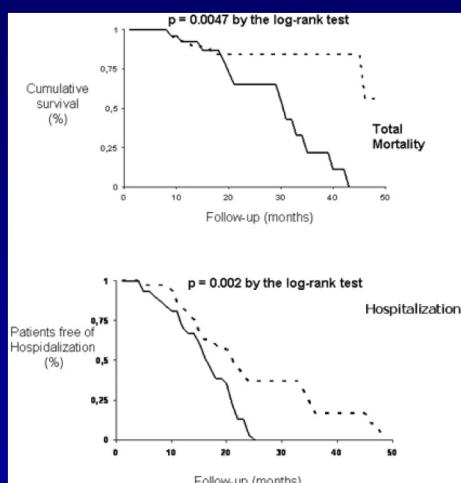 p = 0.0047 by the log-rank test
1
0,75
Cumulative
survival
(%)
0,5
0,25
0
Total
Mortality
0 10 20 30 40 50
Follow-up (months)
p = 0.002 by the log-rank test
1
Hospitalization
0,75
Patients free of
Hospidalization
(%)
0,5
0,25
0
0 10 20 30 40 50
Follow-up (months)